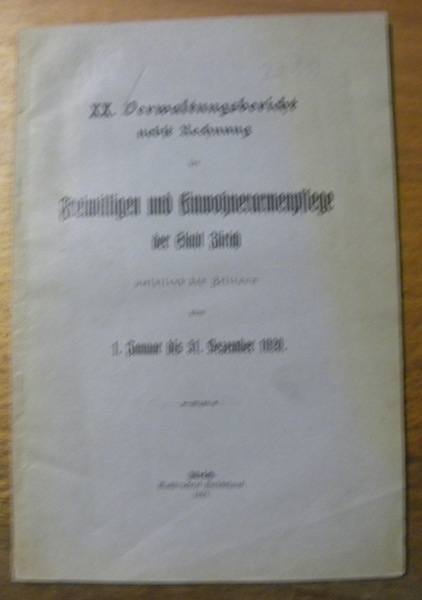 XX. Verwaltungsbericht
nebst Rechnung
der
Freiwilligen und Einwohnerarmenpflege
der Stadt Zürich
umfassend den Zeitraum
vom
1. Januar bis 31. Dezember
Zürich